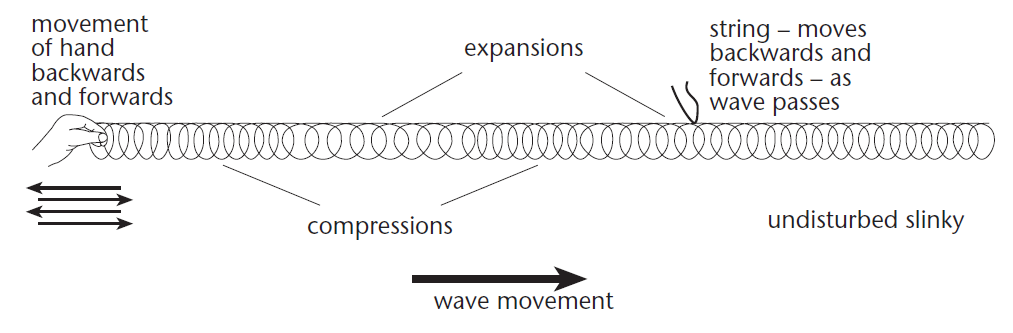 movement
of hand
backwards
and forwards
expansions
string – moves
backwards and
forwards – as
wave passes
compressions
undisturbed slinky
wave movement